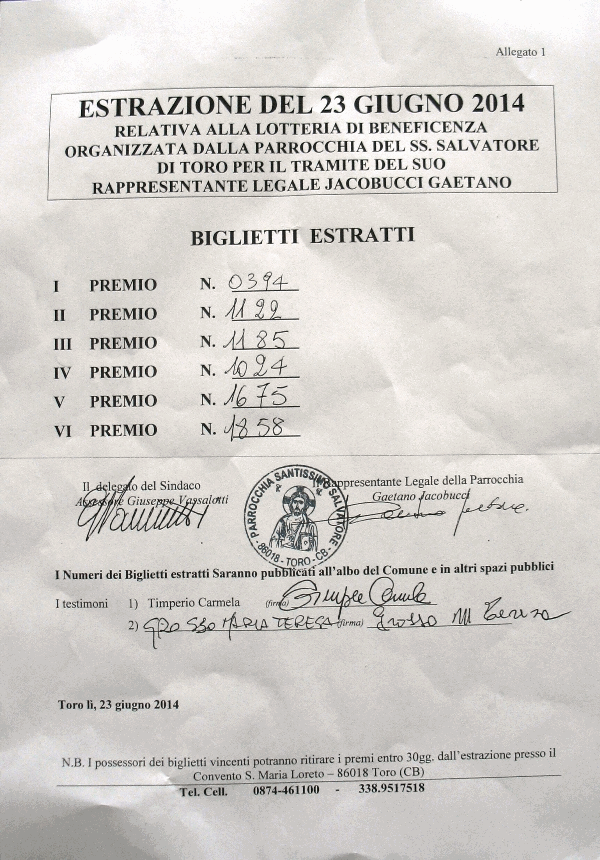 Allegato 1
ESTRAZIONE DEL 23 GIUGNO 2014
RELATIVA ALLA LOTTERIA DI BENEFICENZA
ORGANIZZATA DALLA PARROCCHIA DEL SS. SALVATORE
DI TORO PER IL TRAMITE DEL SUO
RAPPRESENTANTE LEGALE JACOBUCCI GAETANO
BIGLIETTI ESTRATTI
I PREMIO N. 0394
II PREMIO N. 1122
III PREMIO N. 1185
IV PREMIO N. 1024
V PREMIO N. 1675
VI PREMIO N. 1858
Il delegato del Sindaco
Assessore Giuseppe Vassalotti
Il Rappresentante Legale della Parrocchia
Gaetano Jacobucci
PARROCCHIA SANTISSIMO SALVATORE
86018 - TORO - CB -
I Numeri dei Biglietti estratti Saranno pubblicati all'albo del Comune e in altri spazi pubblici
I testimoni 1) Timperio Carmela (firma)
2) GROSSO MARIA TERESA (firma) Grosso M Teresa
Toro lì, 23 giugno 2014
N.B. I possessori dei biglietti vincenti potranno ritirare i premi entro 30gg. dall'estrazione presso il
Convento S. Maria Loreto – 86018 Toro (CB)
Tel. Cell. 0874-461100 - 338.9517518